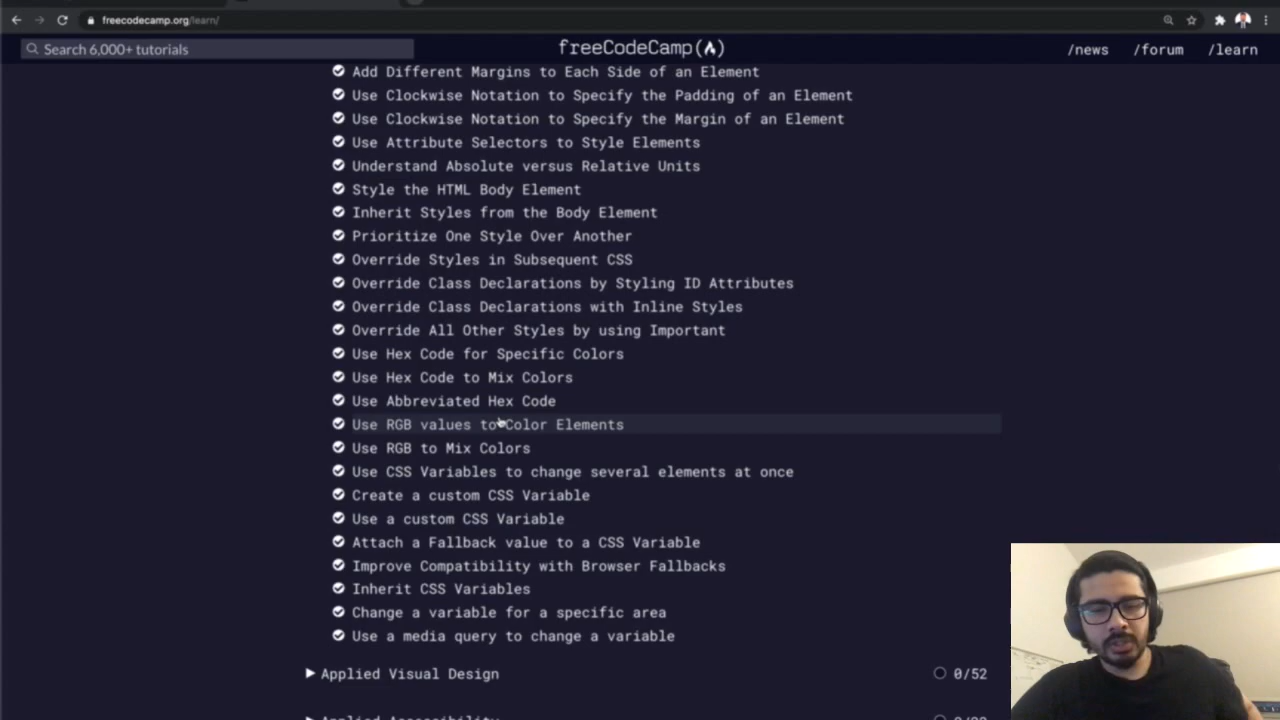 freecodecamp.org/learn/
Search 6,000+ tutorials
freeCodeCamp
/news
/forum
/learn
Add Different Margins to Each Side of an Element
Use Clockwise Notation to Specify the Padding of an Element
Use Clockwise Notation to Specify the Margin of an Element
Use Attribute Selectors to Style Elements
Understand Absolute versus Relative Units
Style the HTML Body Element
Inherit Styles from the Body Element
Prioritize One Style Over Another
Override Styles in Subsequent CSS
Override Class Declarations by Styling ID Attributes
Override Class Declarations with Inline Styles
Override All Other Styles by using Important
Use Hex Code for Specific Colors
Use Hex Code to Mix Colors
Use Abbreviated Hex Code
Use RGB values to Color Elements
Use RGB to Mix Colors
Use CSS Variables to change several elements at once
Create a custom CSS Variable
Use a custom CSS Variable
Attach a Fallback value to a CSS Variable
Improve Compatibility with Browser Fallbacks
Inherit CSS Variables
Change a variable for a specific area
Use a media query to change a variable
Applied Visual Design 0/52